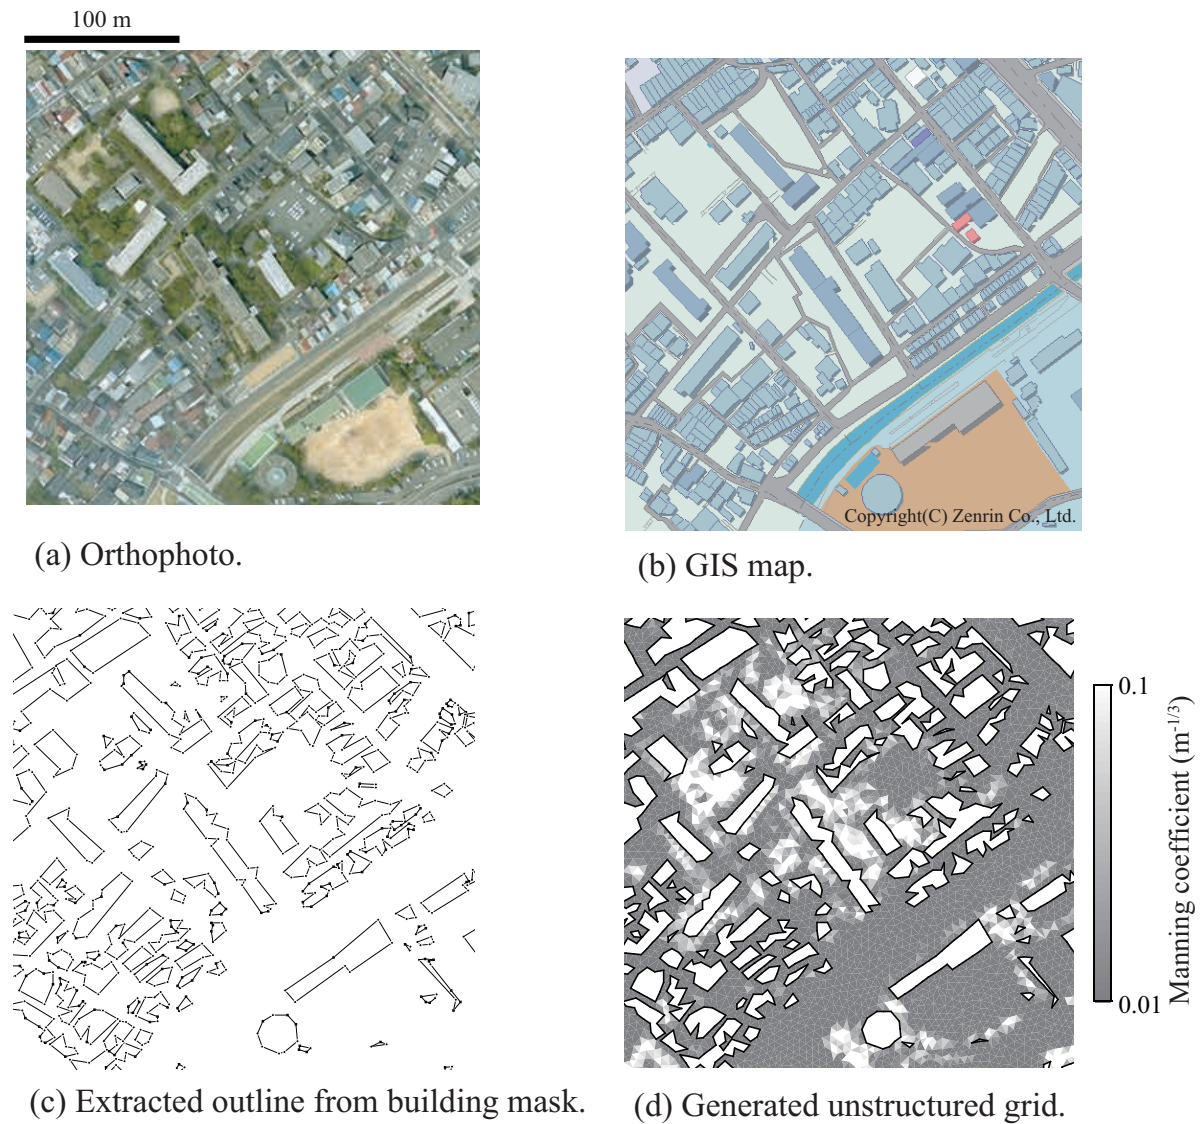 100 m
(a) Orthophoto.
Copyright(C) Zenrin Co., Ltd.
(b) GIS map.
(c) Extracted outline from building mask.
0.1
0.01
Manning coefficient (m-1/3)
(d) Generated unstructured grid.